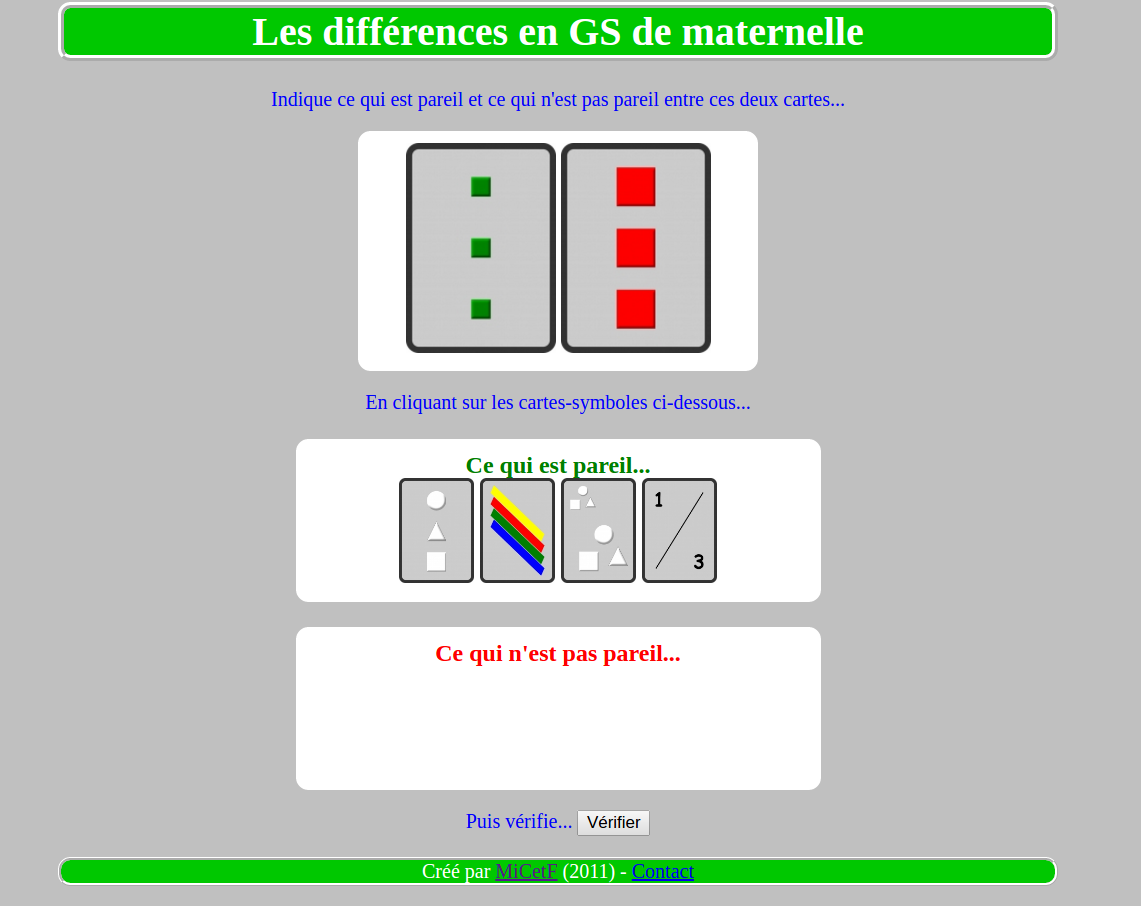 Les différences en GS de maternelle
Indique ce qui est pareil et ce qui n'est pas pareil entre ces deux cartes...
En cliquant sur les cartes-symboles ci-dessous...
Ce qui est pareil...
1
3
Ce qui n'est pas pareil...
Puis vérifie... Vérifier
Créé par MiCetF (2011) - Contact